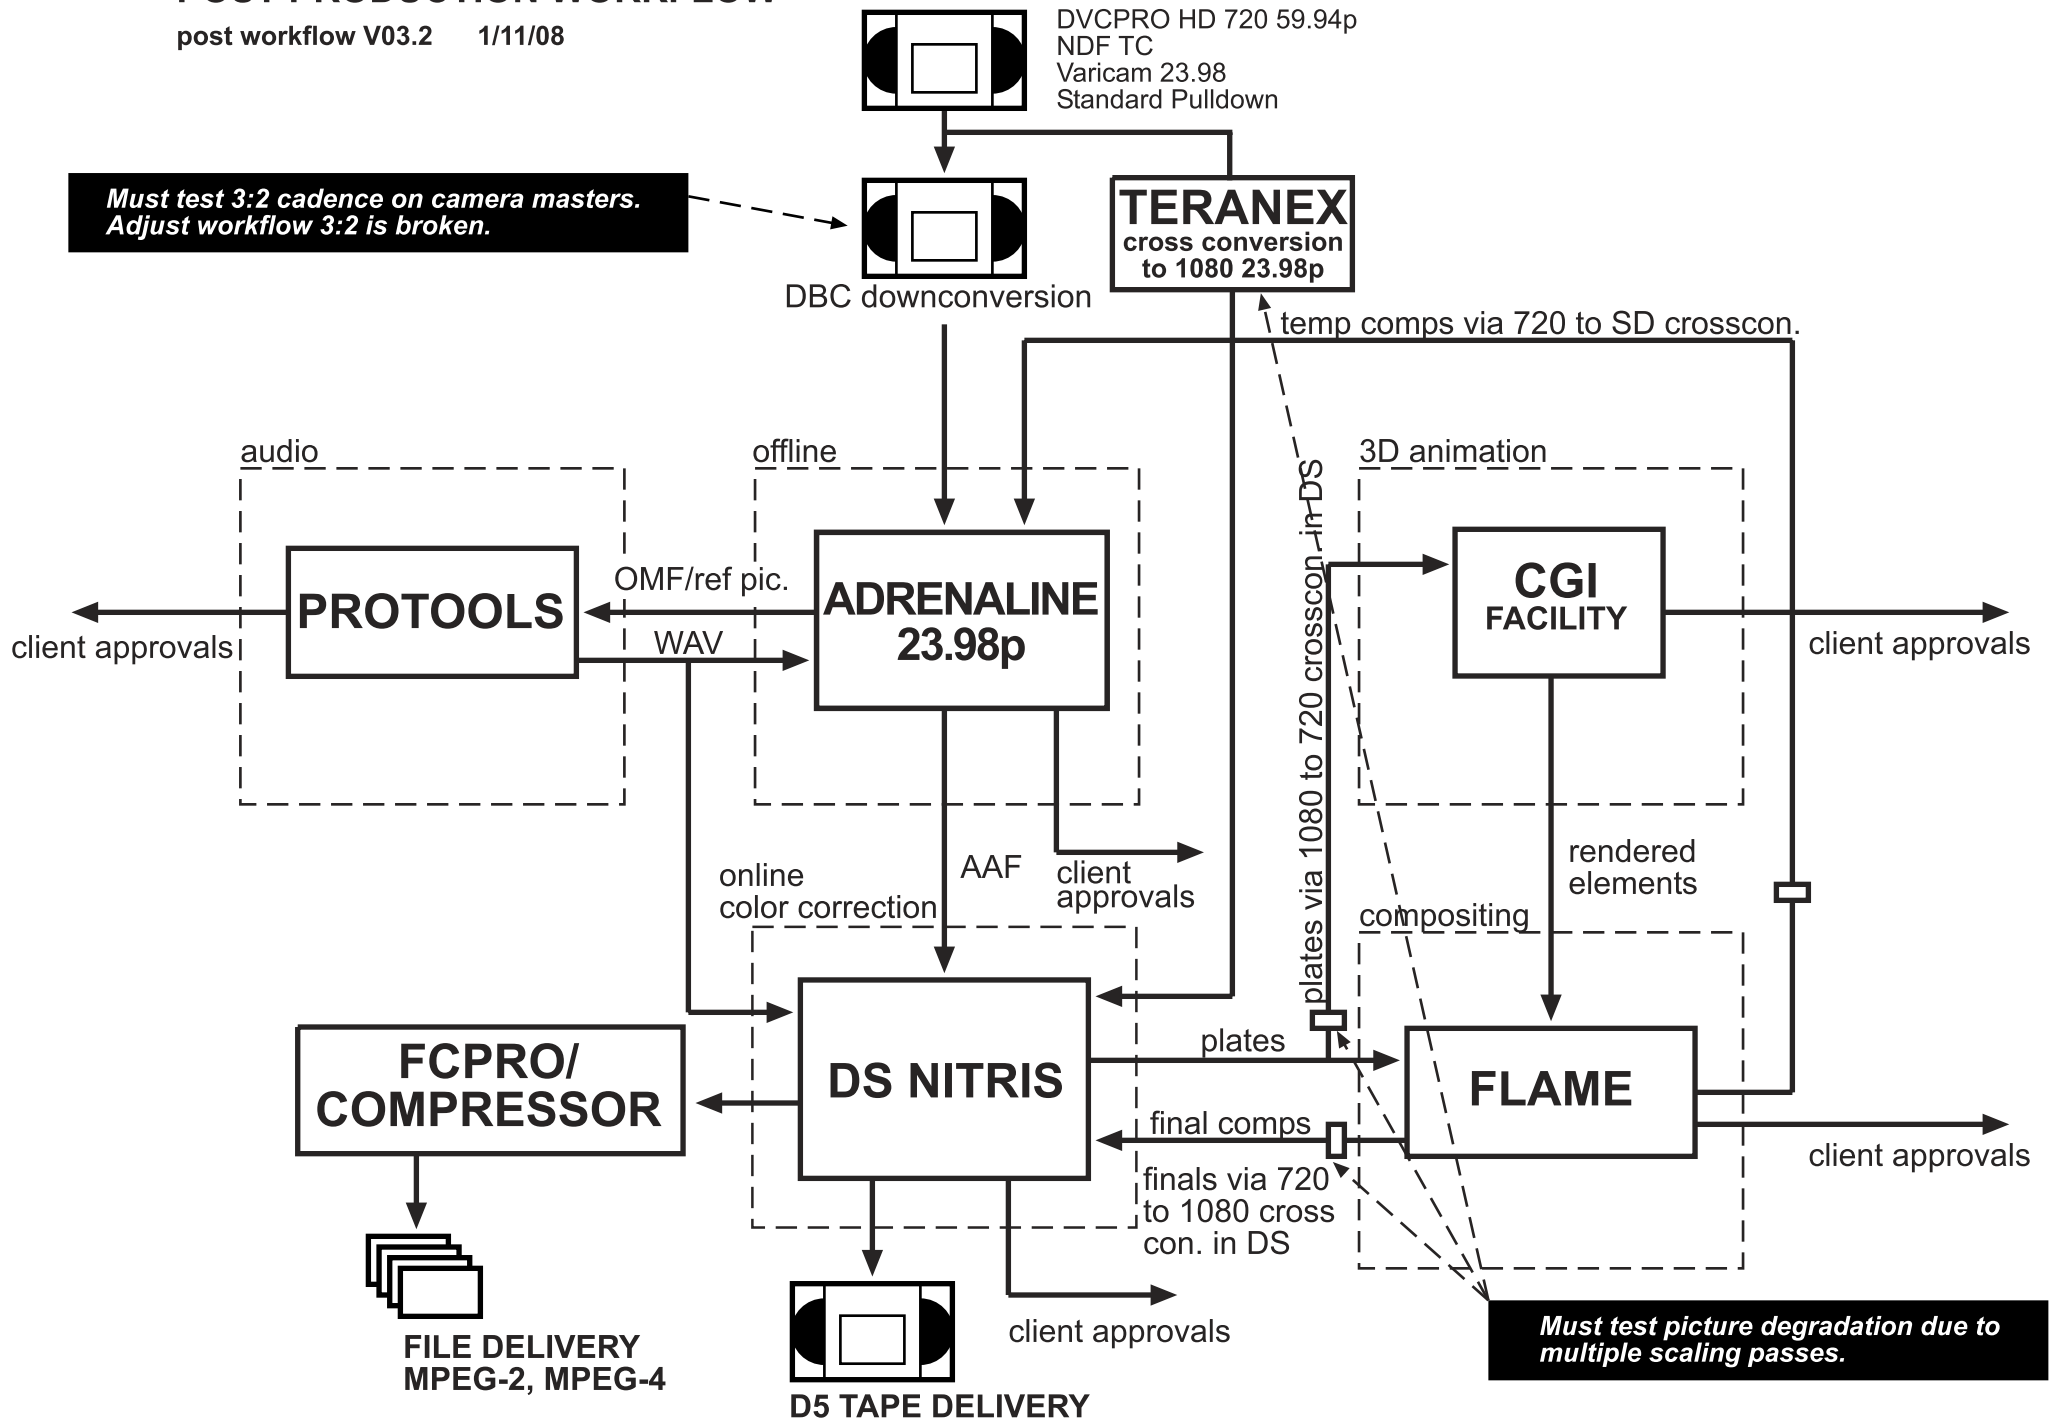 POST PRODUCTION WORKFLOW
post workflow V03.2 1/11/08
DVCPRO HD 720 59.94p
NDF TC
Varicam 23.98
Standard Pulldown
Must test 3:2 cadence on camera masters.
Adjust workflow 3:2 is broken.
TERANEX
cross conversion
to 1080 23.98p
DBC downconversion
temp comps via 720 to SD crosscon.
audio
offline
3D animation
PROTOOLS
OMF/ref pic.
WAV
ADRENALINE
23.98p
CGI
FACILITY
client approvals
client approvals
plates via 1080 to 720 crosscon. in DS
AAF
client
approvals
rendered
elements
online
color correction
compositing
FCPRO/
COMPRESSOR
DS NITRIS
plates
FLAME
final comps
finals via 720
to 1080 cross
con. in DS
client approvals
client approvals
Must test picture degradation due to
multiple scaling passes.
FILE DELIVERY
MPEG-2, MPEG-4
D5 TAPE DELIVERY